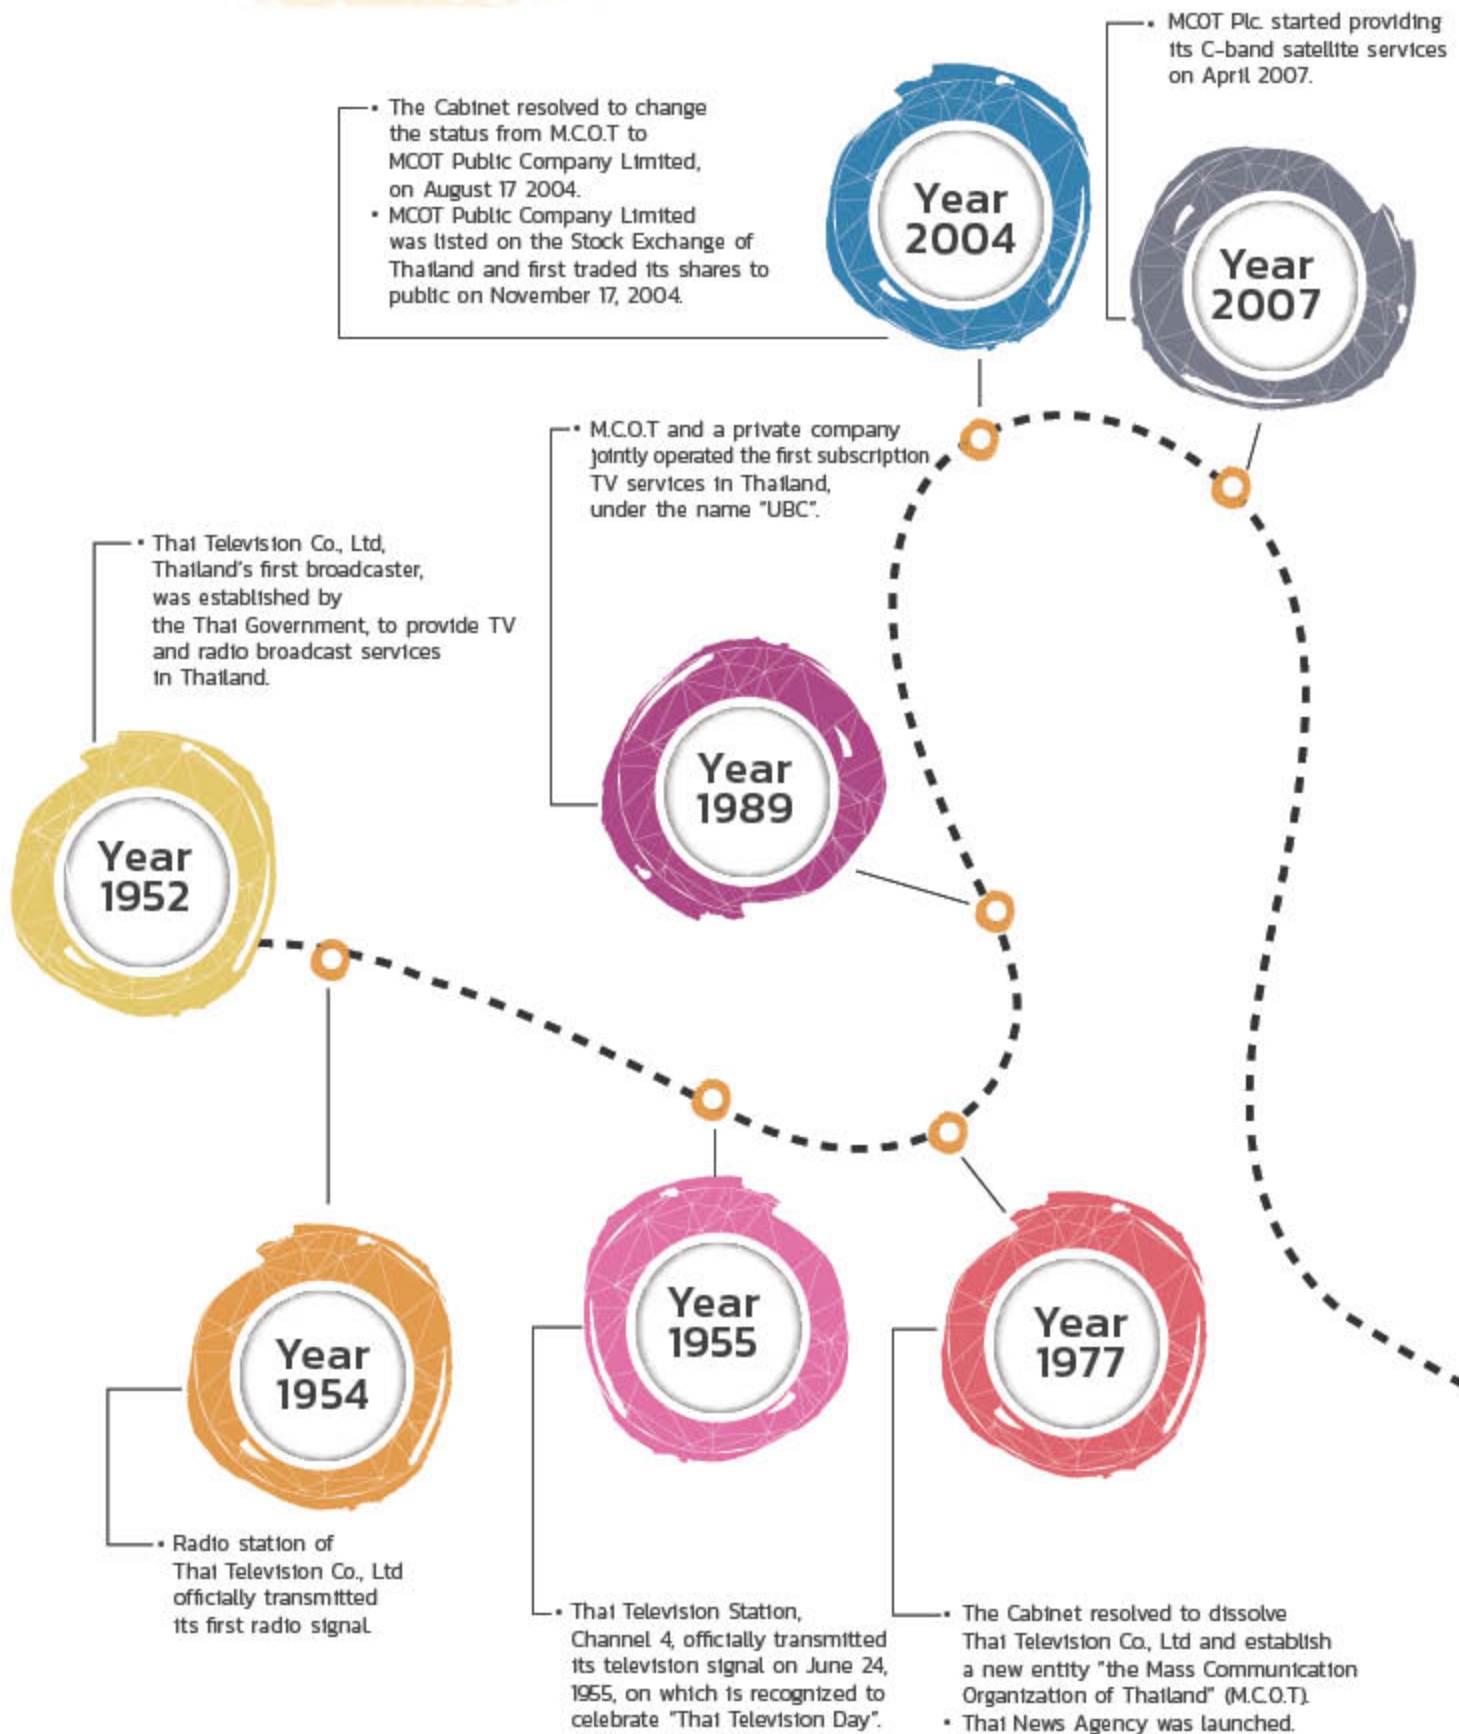 • MCOT Plc. started providing
its C-band satellite services
on April 2007.
• The Cabinet resolved to change
the status from M.C.O.T to
MCOT Public Company Limited,
on August 17 2004.
• MCOT Public Company Limited
was listed on the Stock Exchange of
Thailand and first traded its shares to
public on November 17, 2004.
Year
2004
Year
2007
• M.C.O.T and a private company
jointly operated the first subscription
TV services in Thailand,
under the name "UBC".
• Thai Television Co., Ltd,
Thailand's first broadcaster,
was established by
the Thai Government, to provide TV
and radio broadcast services
in Thailand.
Year
1989
Year
1952
Year
1954
Year
1955
Year
1977
• Radio station of
Thai Television Co., Ltd
officially transmitted
its first radio signal.
• Thai Television Station,
Channel 4, officially transmitted
its television signal on June 24,
1955, on which is recognized to
celebrate "Thai Television Day".
• The Cabinet resolved to dissolve
Thai Television Co., Ltd and establish
a new entity "the Mass Communication
Organization of Thailand" (M.C.O.T).
• Thai News Agency was launched.